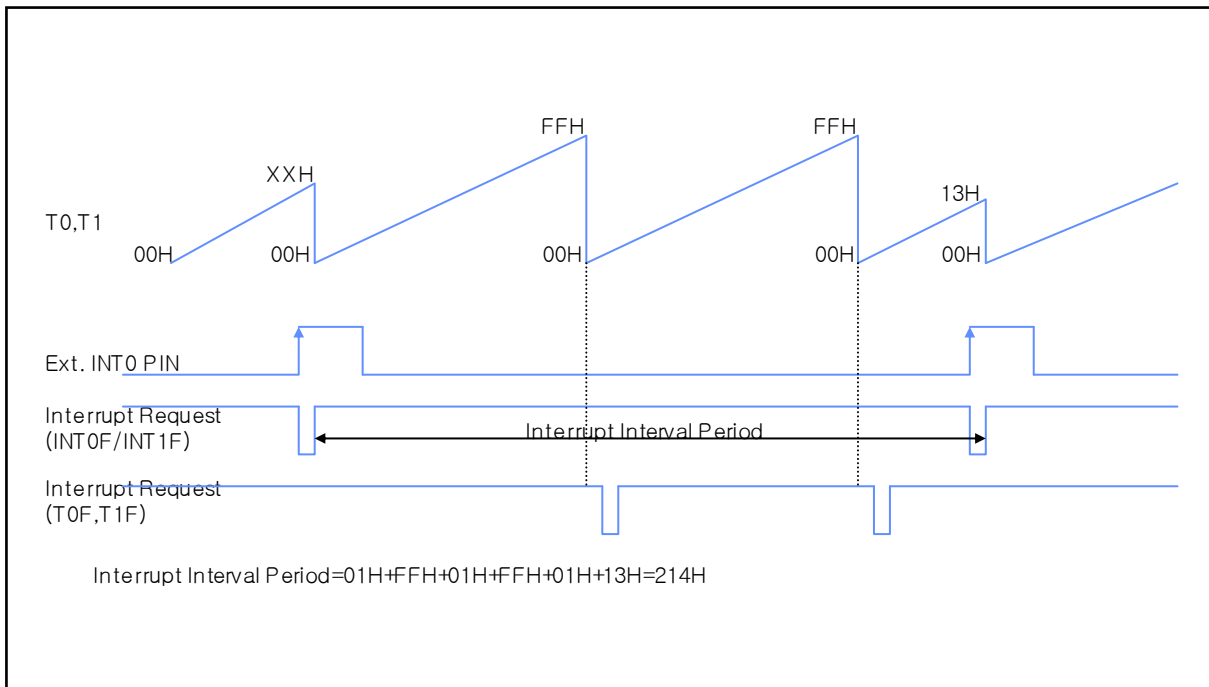 FFH FFH
XXH
13H
T0,T1
00H 00H 00H 00H 00H
Ext. INT0 PIN
Interrupt Request
(INT0F/INT1F)
Interrupt Interval Period
Interrupt Request
(T0F,T1F)
Interrupt Interval Period=01H+FFH+01H+FFH+01H+13H=214H